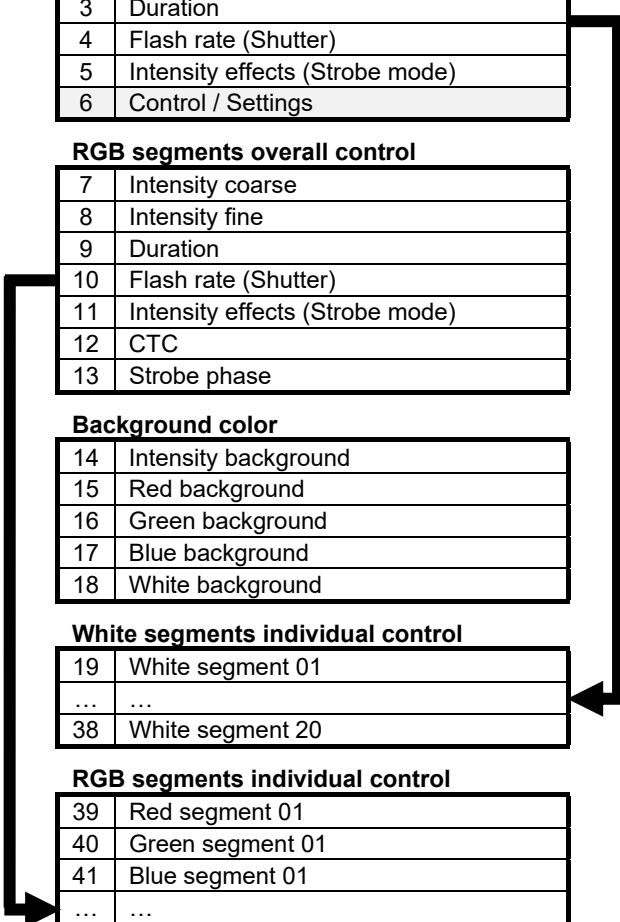 3 Duration
4 Flash rate (Shutter)
5 Intensity effects (Strobe mode)
6 Control / Settings
RGB segments overall control
7 Intensity coarse
8 Intensity fine
9 Duration
10 Flash rate (Shutter)
11 Intensity effects (Strobe mode)
12 CTC
13 Strobe phase
Background color
14 Intensity background
15 Red background
16 Green background
17 Blue background
18 White background
White segments individual control
19 White segment 01
… …
38 White segment 20
RGB segments individual control
39 Red segment 01
40 Green segment 01
41 Blue segment 01
… …